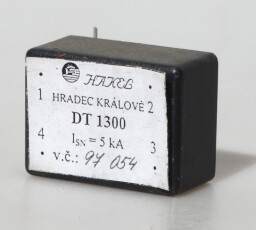 HAKEL
1 HRADEC KRÁLOVÉ 2
DT 1300
4 ISN = 5 kA 3
v.č.: 97 054